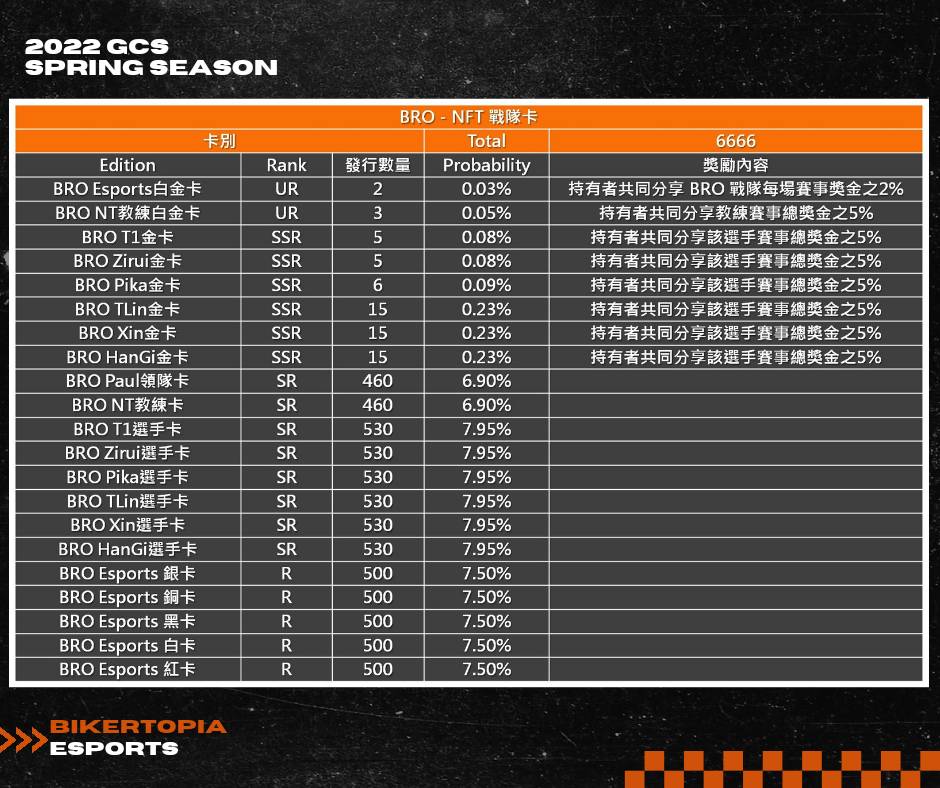 2022 GCS
SPRING SEASON
BRO - NFT 戰隊卡
卡別 Total 6666
Edition Rank 發行數量 Probability 獎勵內容
BRO Esports白金卡 UR 2 0.03% 持有者共同分享 BRO 戰隊每場賽事獎金之2%
BRO NT教練白金卡 UR 3 0.05% 持有者共同分享教練賽事總獎金之5%
BRO T1金卡 SSR 5 0.08% 持有者共同分享該選手賽事總獎金之5%
BRO Zirui金卡 SSR 5 0.08% 持有者共同分享該選手賽事總獎金之5%
BRO Pika金卡 SSR 6 0.09% 持有者共同分享該選手賽事總獎金之5%
BRO TLin金卡 SSR 15 0.23% 持有者共同分享該選手賽事總獎金之5%
BRO Xin金卡 SSR 15 0.23% 持有者共同分享該選手賽事總獎金之5%
BRO HanGi金卡 SSR 15 0.23% 持有者共同分享該選手賽事總獎金之5%
BRO Paul領隊卡 SR 460 6.90%
BRO NT教練卡 SR 460 6.90%
BRO T1選手卡 SR 530 7.95%
BRO Zirui選手卡 SR 530 7.95%
BRO Pika選手卡 SR 530 7.95%
BRO TLin選手卡 SR 530 7.95%
BRO Xin選手卡 SR 530 7.95%
BRO HanGi選手卡 SR 530 7.95%
BRO Esports 銀卡 R 500 7.50%
BRO Esports 銅卡 R 500 7.50%
BRO Esports 黑卡 R 500 7.50%
BRO Esports 白卡 R 500 7.50%
BRO Esports 紅卡 R 500 7.50%
BIKERTOPIA
ESPORTS